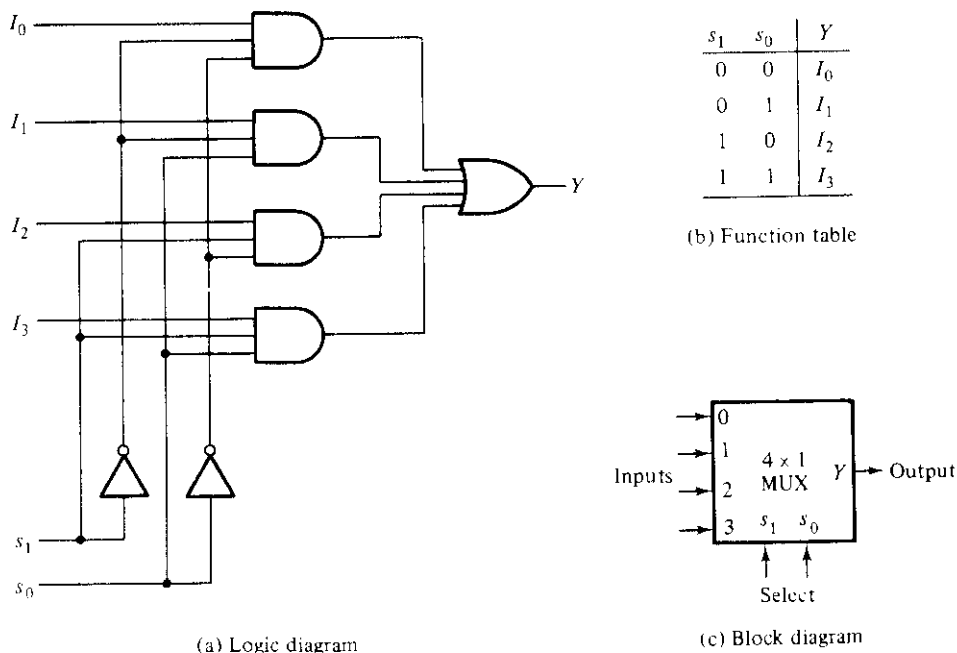 I₀
I₁
I₂
I₃
s₁
s₀
Y
(a) Logic diagram
s₁ s₀ Y
0 0 I₀
0 1 I₁
1 0 I₂
1 1 I₃
(b) Function table
Inputs
0
1
2
3
4 × 1
MUX
Y
Output
s₁ s₀
Select
(c) Block diagram